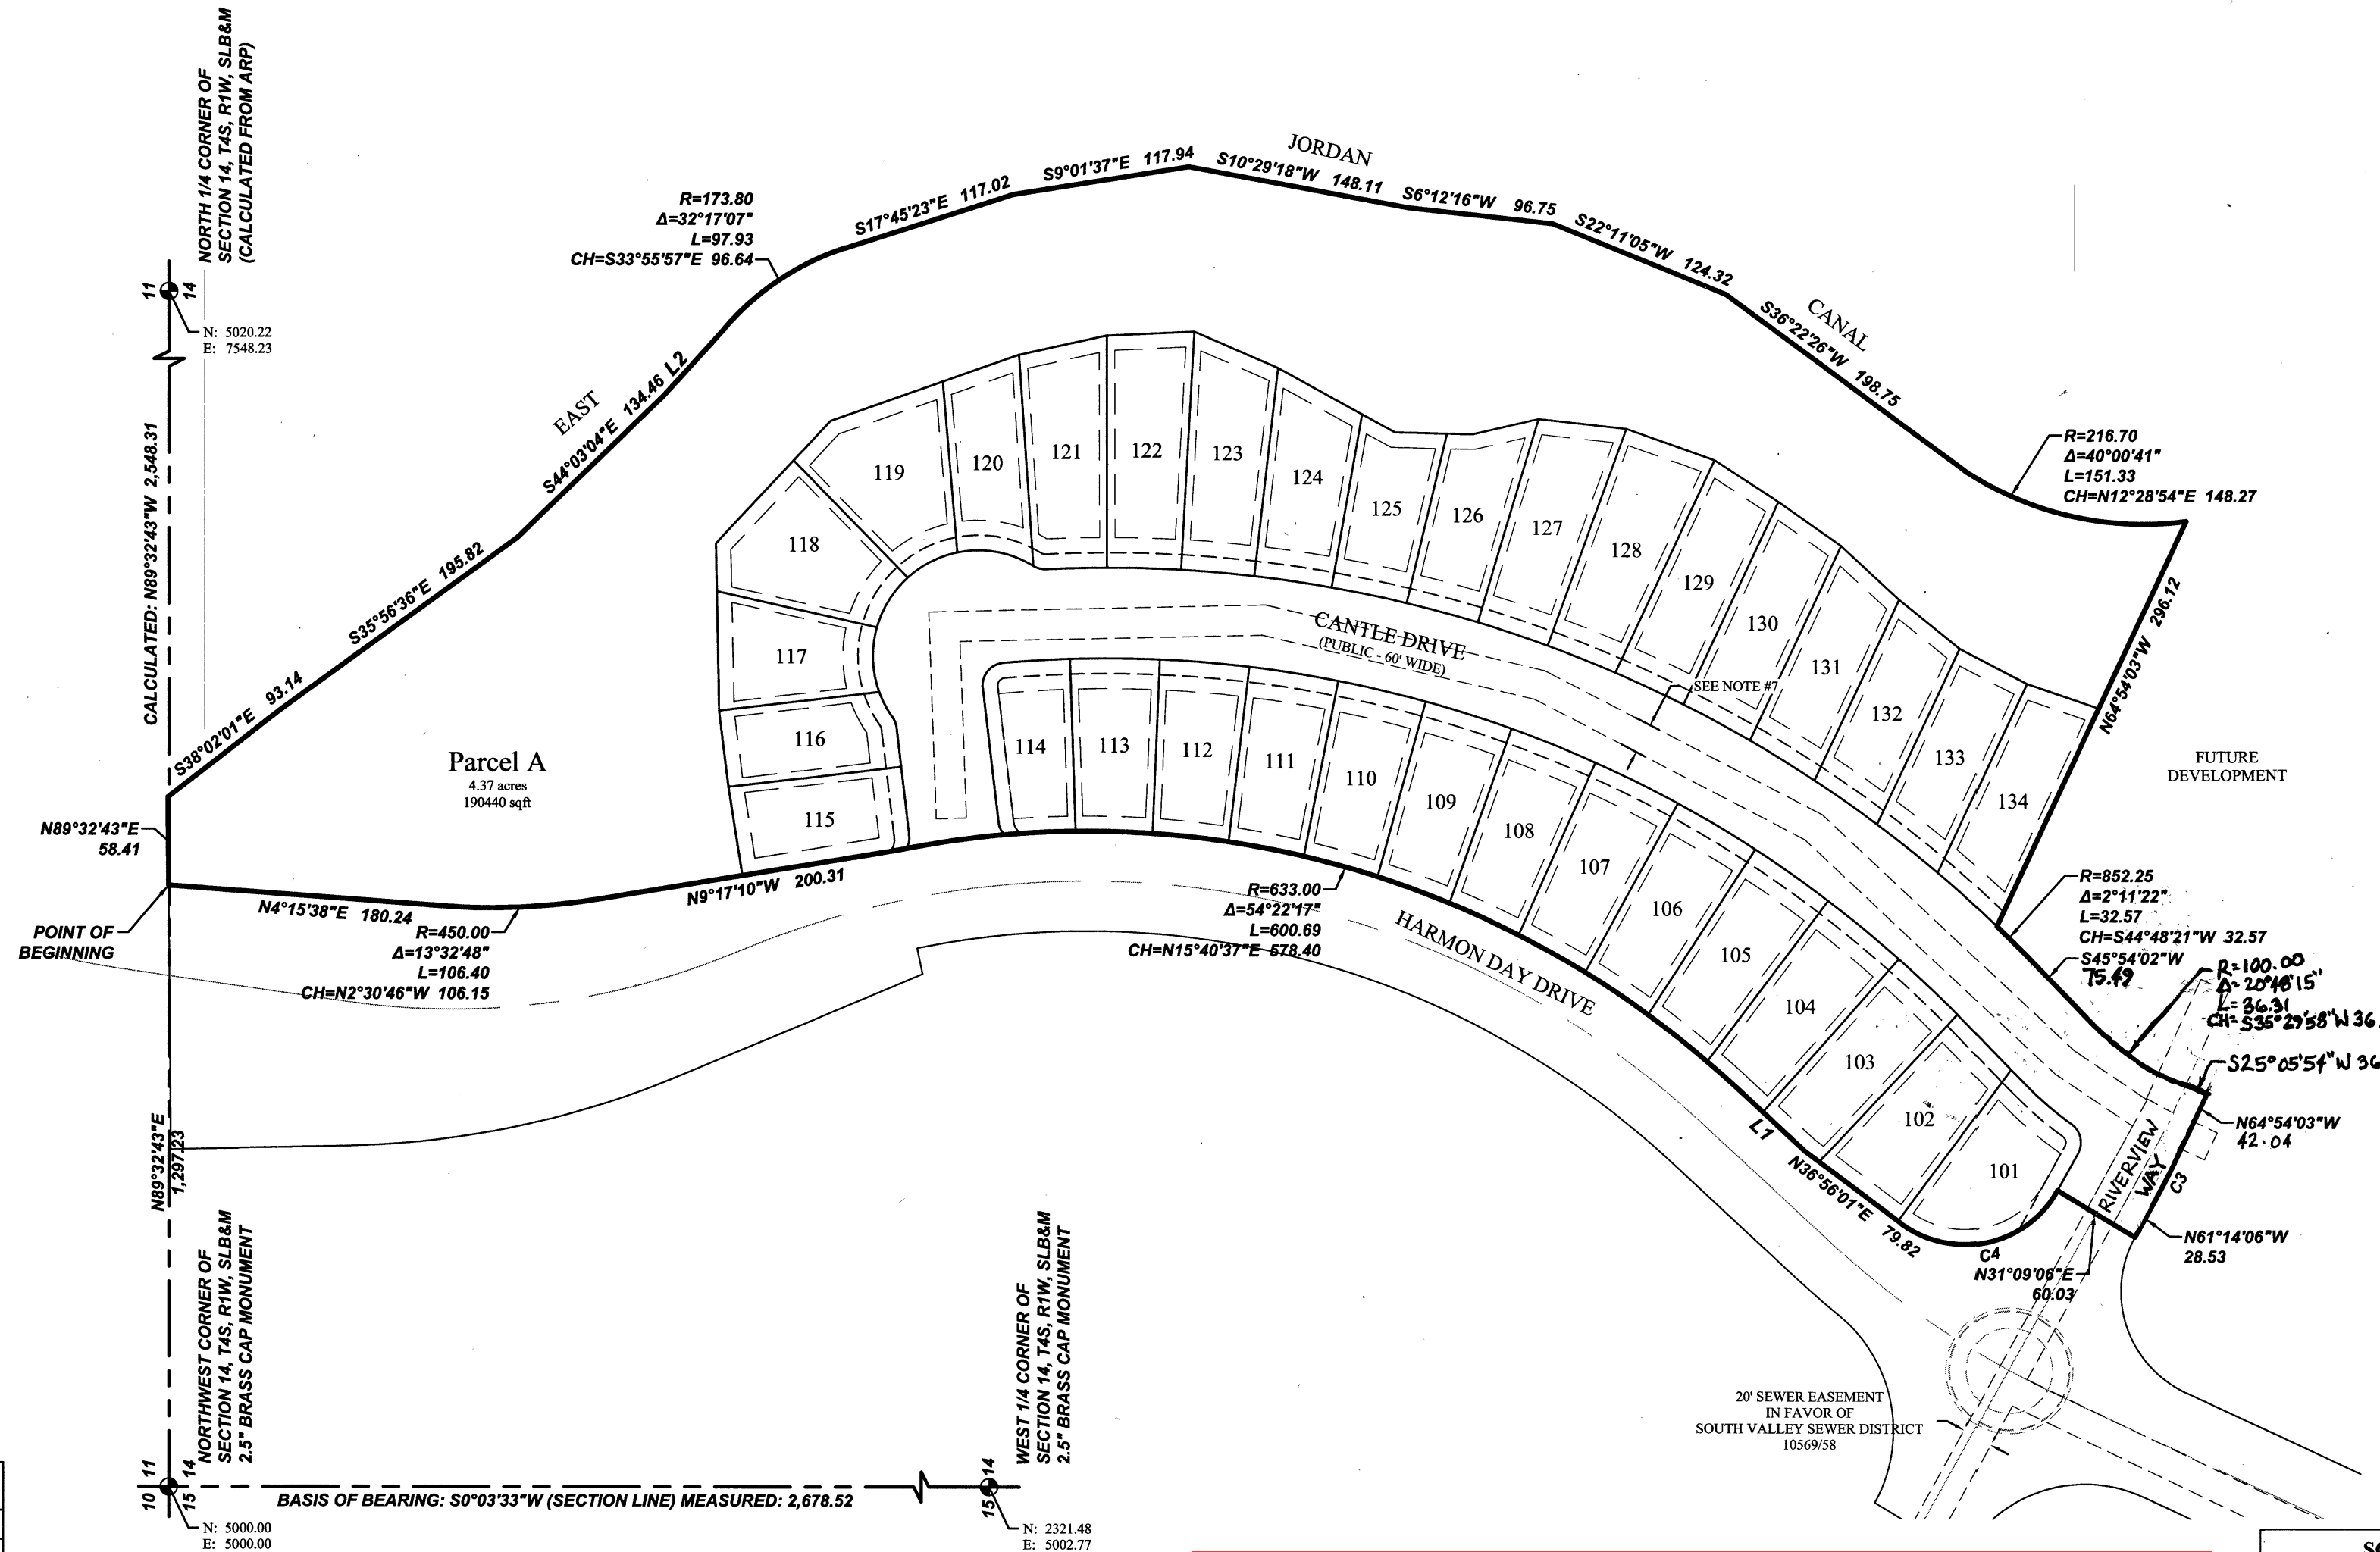 NORTH 1/4 CORNER OF
SECTION 14, T4S, R1W, SLB&M
(CALCULATED FROM ARP)
11
14
N: 5020.22
E: 7548.23
CALCULATED: N89°32'43"W 2,548.31
S38°02'01"E 93.14
S35°56'36"E 195.82
EAST
S44°03'04"E 134.46 L2
R=173.80
Δ=32°17'07"
L=97.93
CH=S33°55'57"E 96.64
S17°45'23"E 117.02
S9°01'37"E 117.94
JORDAN
S10°29'18"W 148.11
S6°12'16"W 96.75
S22°11'05"W 124.32
CANAL
S36°22'26"W 198.75
R=216.70
Δ=40°00'41"
L=151.33
CH=N12°28'54"E 148.27
N64°54'03"W 296.12
FUTURE
DEVELOPMENT
Parcel A
4.37 acres
190440 sqft
N89°32'43"E
58.41
POINT OF
BEGINNING
N4°15'38"E 180.24
R=450.00
Δ=13°32'48"
L=106.40
CH=N2°30'46"W 106.15
N9°17'10"W 200.31
115
116
117
118
119
120
121
122
123
124
125
126
127
128
129
130
131
132
133
134
CANTLE DRIVE
(PUBLIC - 60' WIDE)
SEE NOTE #7
114
113
112
111
110
109
108
107
106
105
104
103
102
101
R=633.00
Δ=54°22'17"
L=600.69
CH=N15°40'37"E 578.40
HARMON DAY DRIVE
R=852.25
Δ=2°11'22"
L=32.57
CH=S44°48'21"W 32.57
S45°54'02"W
75.49
R=100.00
Δ=20°48'15"
L=36.31
CH=S35°29'58"W 36.
S25°05'54"W 36
N64°54'03"W
42.04
RIVERVIEW
WAY
C3
N61°14'06"W
28.53
L1
N36°56'01"E 79.82
C4
N31°09'06"E
60.03
20' SEWER EASEMENT
IN FAVOR OF
SOUTH VALLEY SEWER DISTRICT
10569/58
N89°32'43"E
1,297.23
NORTHWEST CORNER OF
SECTION 14, T4S, R1W, SLB&M
2.5" BRASS CAP MONUMENT
10
11
14
15
N: 5000.00
E: 5000.00
BASIS OF BEARING: S0°03'33"W (SECTION LINE) MEASURED: 2,678.52
WEST 1/4 CORNER OF
SECTION 14, T4S, R1W, SLB&M
2.5" BRASS CAP MONUMENT
14
15
N: 2321.48
E: 5002.77